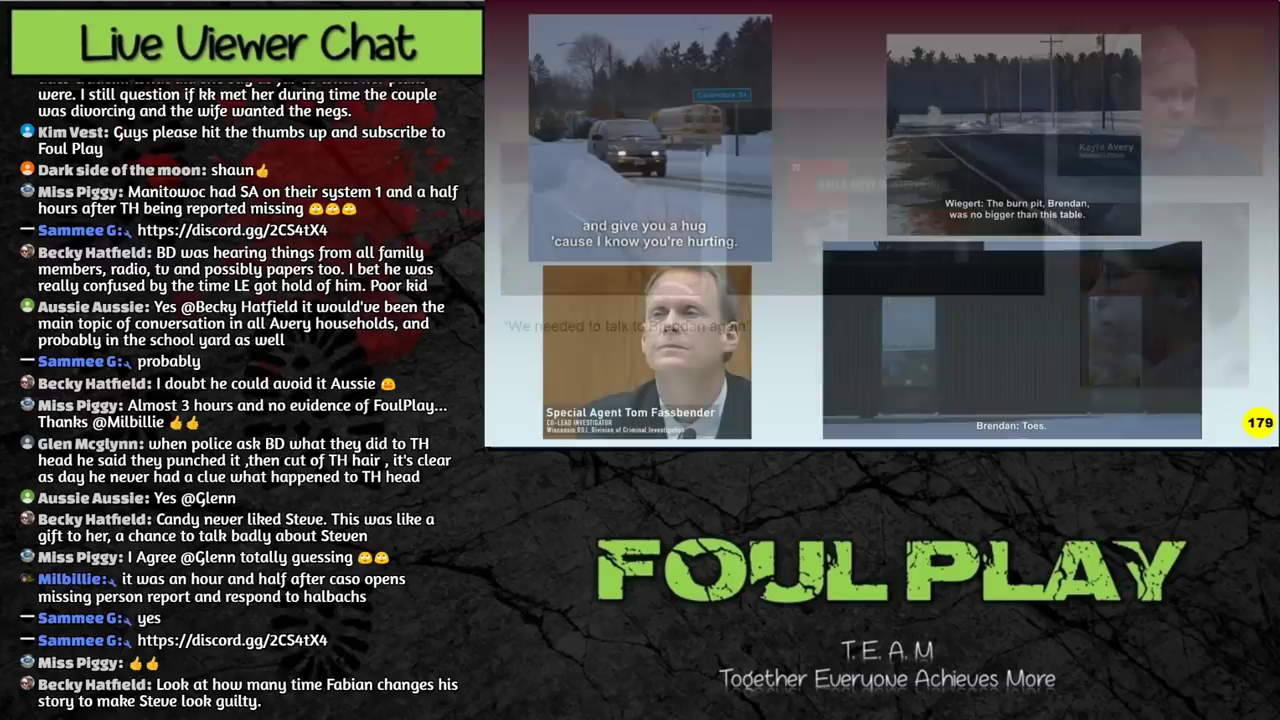 Live Viewer Chat
were. I still question if kk met her during time the couple
was divorcing and the wife wanted the negs.
Kim Vest: Guys please hit the thumbs up and subscribe to
Foul Play
Dark side of the moon: shaun👍
Miss Piggy: Manitowoc had SA on their system 1 and a half
hours after TH being reported missing 🙄🙄🙄
Sammee G: https://discord.gg/2CS4tX4
Becky Hatfield: BD was hearing things from all family
members, radio, tv and possibly papers too. I bet he was
really confused by the time LE got hold of him. Poor kid
Aussie Aussie: Yes @Becky Hatfield it would've been the
main topic of conversation in all Avery households, and
probably in the school yard as well
Sammee G: probably
Becky Hatfield: I doubt he could avoid it Aussie
Miss Piggy: Almost 3 hours and no evidence of FoulPlay...
Thanks @Milbillie 👍👍
Glen Mcglynn: when police ask BD what they did to TH
head he said they punched it ,then cut of TH hair , it's clear
as day he never had a clue what happened to TH head
Aussie Aussie: Yes @Glenn
Becky Hatfield: Candy never liked Steve. This was like a
gift to her, a chance to talk badly about Steven
Miss Piggy: I Agree @Glenn totally guessing 🙄🙄
Milbillie: it was an hour and half after caso opens
missing person report and respond to halbachs
Sammee G: yes
Sammee G: https://discord.gg/2CS4tX4
Miss Piggy: 👍👍
Becky Hatfield: Look at how many time Fabian changes his
story to make Steve look guilty.
Columbus St
and give you a hug
'cause I know you're hurting.
Kayla Avery
Wiegert: The burn pit, Brendan,
was no bigger than this table.
"We needed to talk to Brendan again"
Special Agent Tom Fassbender
CO-LEAD INVESTIGATOR
Wisconsin DOJ, Division of Criminal Investigation
Brendan: Toes.
179
FOUL PLAY
T.E.A.M
Together Everyone Achieves More